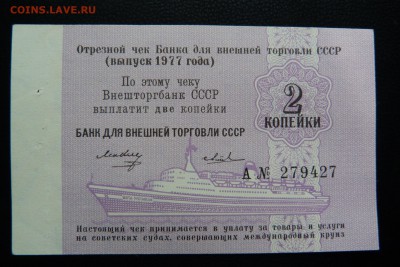 COINS.LAVE.RU
Отрезной чек Банка для внешней торговли СССР
(выпуск 1977 года)
По этому чеку
Внешторгбанк СССР
выплатит две копейки
2
КОПЕЙКИ
БАНК ДЛЯ ВНЕШНЕЙ ТОРГОВЛИ СССР
А № 279427
Настоящий чек принимается в уплату за товары и услуги
на советских судах, совершающих международный круиз